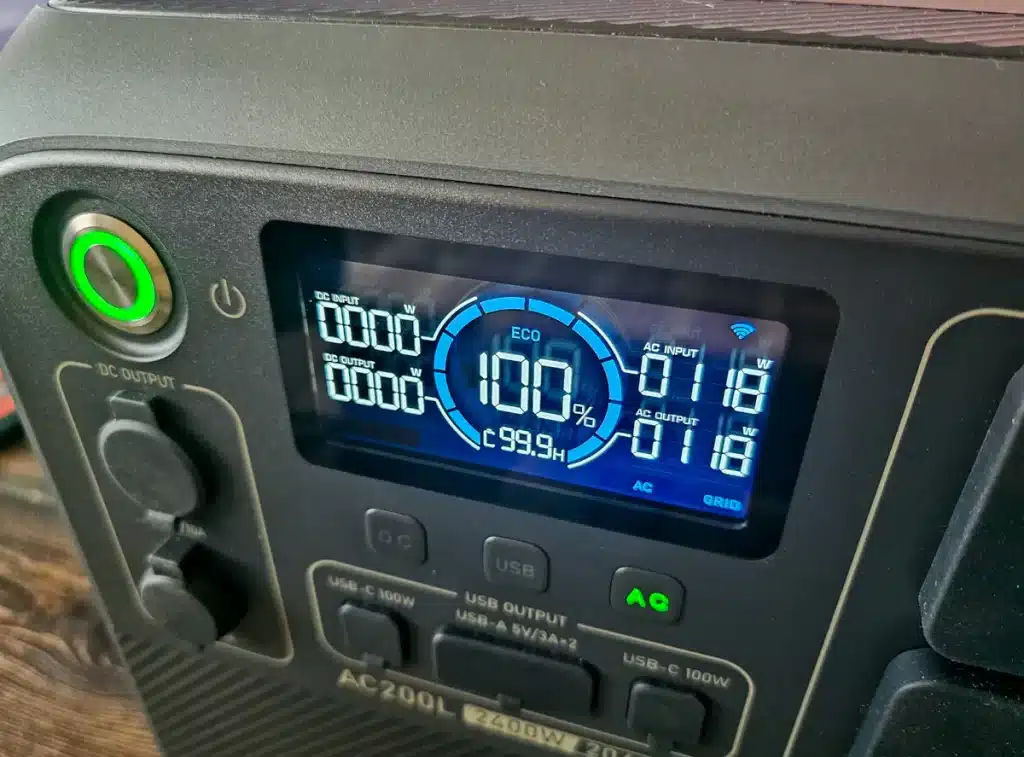 DC INPUT
0000 W
DC OUTPUT
0000 W
ECO
100%
99.9H
AC INPUT
0118 W
AC OUTPUT
0118 W
AC
GRID
DC OUTPUT
DC
USB
AC
USB OUTPUT
USB-C 100W
USB-A 5V/3A×2
USB-C 100W
AC200L
2400W